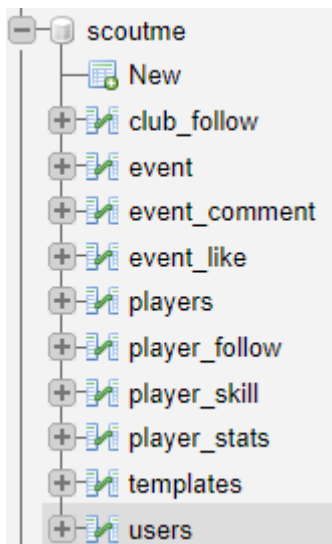 scoutme
New
club_follow
event
event_comment
event_like
players
player_follow
player_skill
player_stats
templates
users